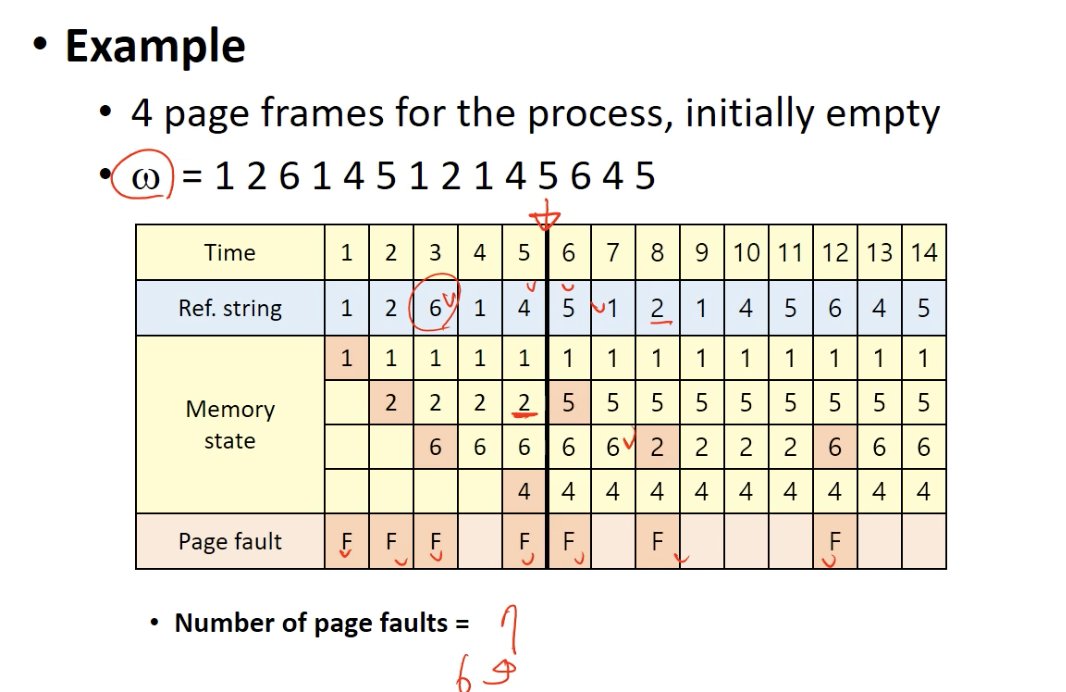 • Example
• 4 page frames for the process, initially empty
• ω = 1 2 6 1 4 5 1 2 1 4 5 6 4 5
Time 1 2 3 4 5 6 7 8 9 10 11 12 13 14
Ref. string 1 2 6 1 4 5 1 2 1 4 5 6 4 5
1 1 1 1 1 1 1 1 1 1 1 1 1 1
2 2 2 2 5 5 5 5 5 5 5 5 5
Memory
state
6 6 6 6 6 2 2 2 2 6 6 6
4 4 4 4 4 4 4 4 4 4
Page fault F F F F F F F
• Number of page faults = 7
6